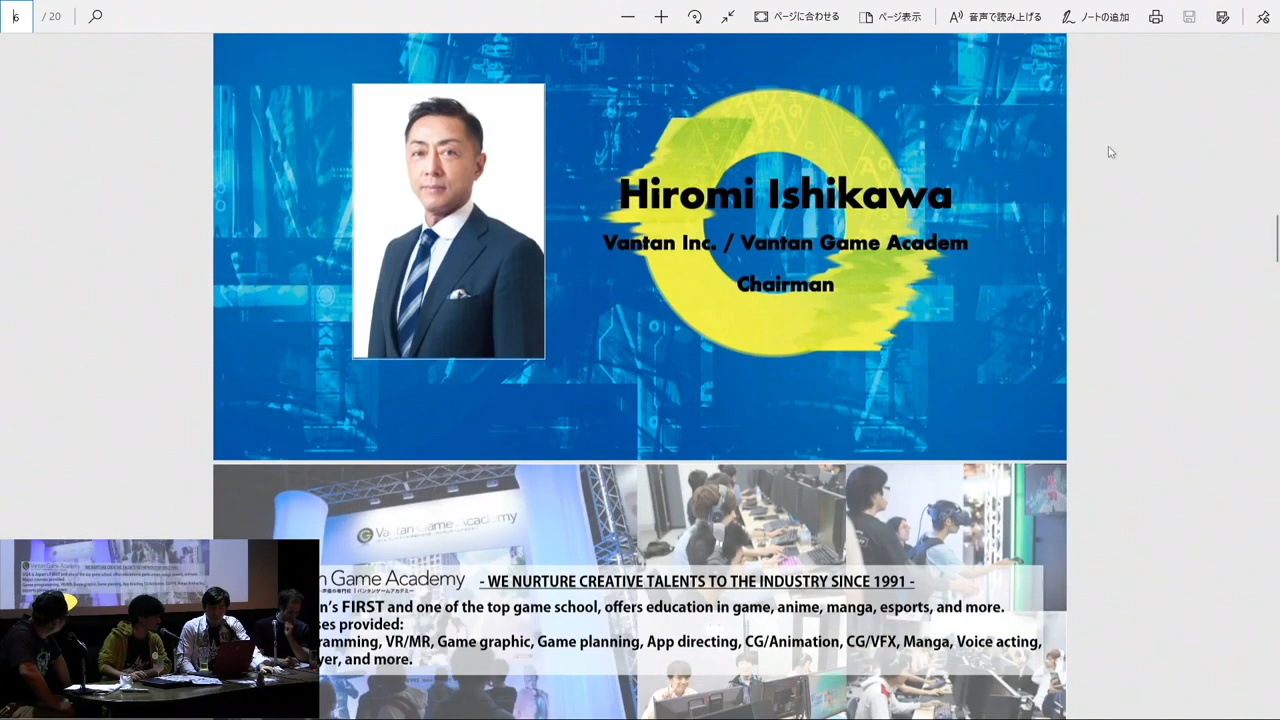 6 / 20
ページに合わせる
ページ表示
音声で読み上げる
ノートの追加
Hiromi Ishikawa
Vantan Inc. / Vantan Game Academ
Chairman
Vantan Game Academy
n Game Academy
- WE NURTURE CREATIVE TALENTS TO THE INDUSTRY SINCE 1991 -
n's FIRST and one of the top game school, offers education in game, anime, manga, esports, and more.
ses provided:
ramming, VR/MR, Game graphic, Game planning, App directing, CG/Animation, CG/VFX, Manga, Voice acting,
yer, and more.